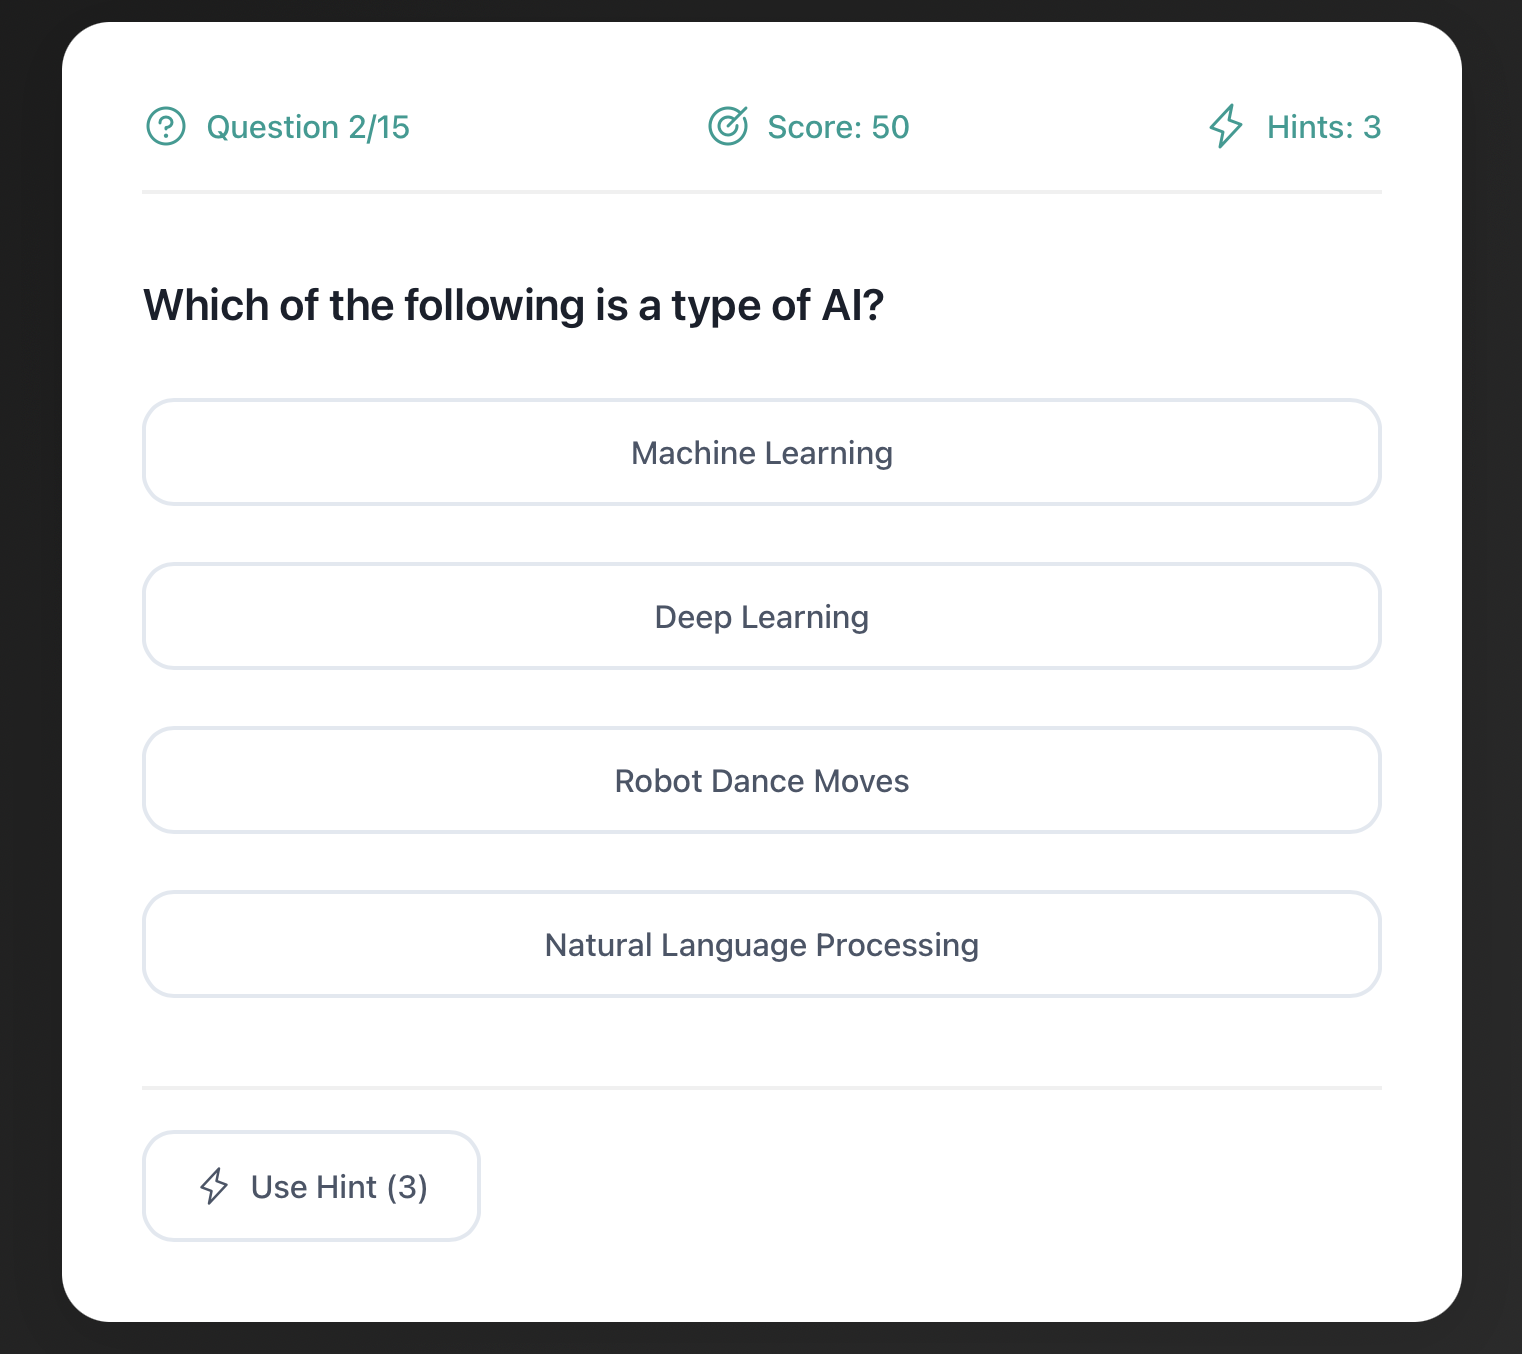 Question 2/15
Score: 50
Hints: 3
Which of the following is a type of AI?
Machine Learning
Deep Learning
Robot Dance Moves
Natural Language Processing
Use Hint (3)